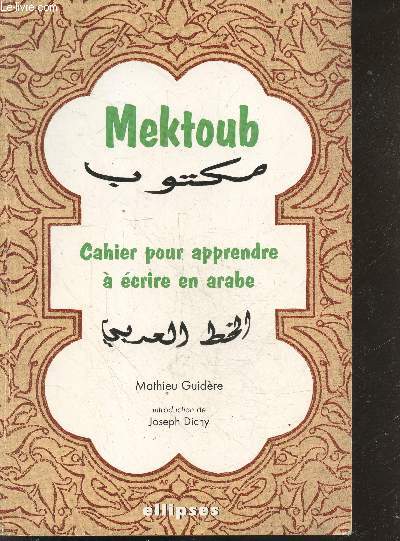 Le-livre.com
Mektoub
مكتوب
Cahier pour apprendre
à écrire en arabe
الخط العربي
Mathieu Guidère
introduction de
Joseph Dichy
ellipses